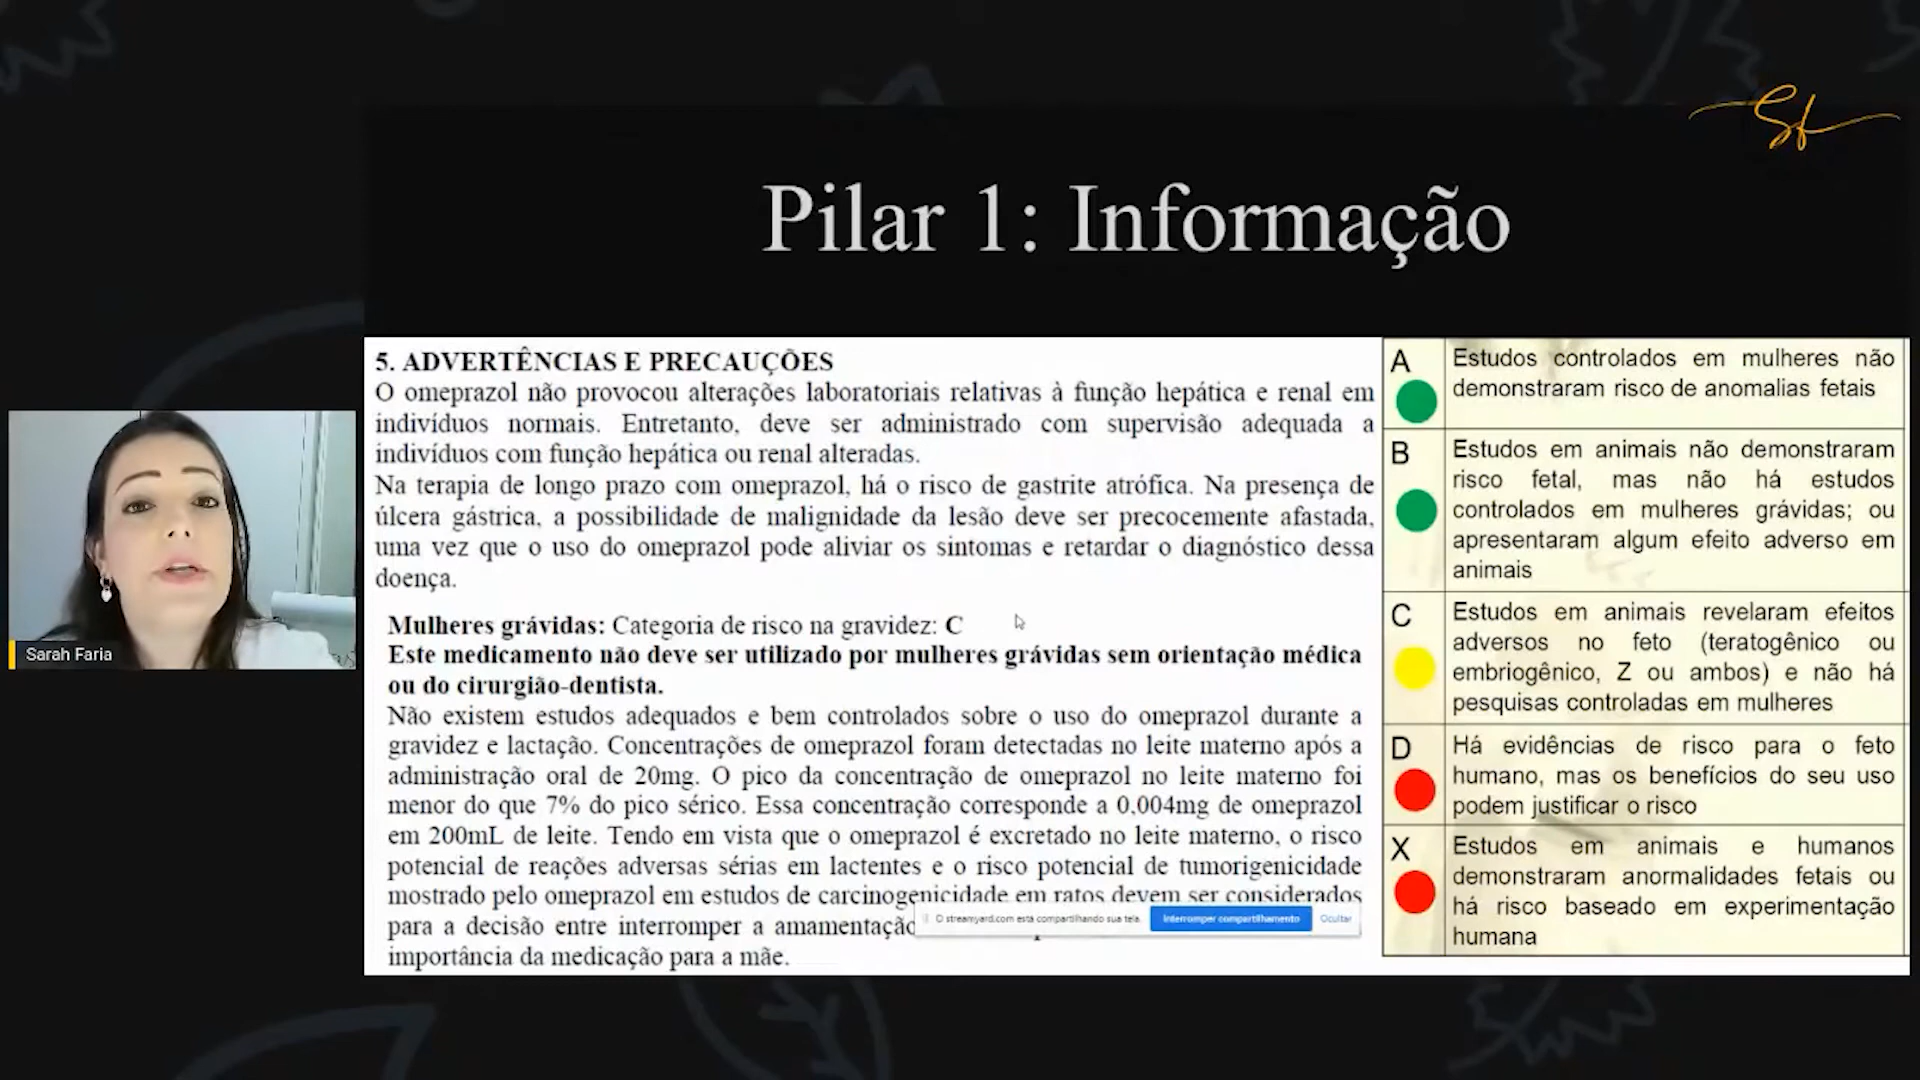 Sf
Pilar 1: Informação
5. ADVERTÊNCIAS E PRECAUÇÕES
O omeprazol não provocou alterações laboratoriais relativas à função hepática e renal em
indivíduos normais. Entretanto, deve ser administrado com supervisão adequada a
indivíduos com função hepática ou renal alteradas.
Na terapia de longo prazo com omeprazol, há o risco de gastrite atrófica. Na presença de
úlcera gástrica, a possibilidade de malignidade da lesão deve ser precocemente afastada,
uma vez que o uso do omeprazol pode aliviar os sintomas e retardar o diagnóstico dessa
doença.
Mulheres grávidas: Categoria de risco na gravidez: C
Este medicamento não deve ser utilizado por mulheres grávidas sem orientação médica
ou do cirurgião-dentista.
Não existem estudos adequados e bem controlados sobre o uso do omeprazol durante a
gravidez e lactação. Concentrações de omeprazol foram detectadas no leite materno após a
administração oral de 20mg. O pico da concentração de omeprazol no leite materno foi
menor do que 7% do pico sérico. Essa concentração corresponde a 0,004mg de omeprazol
em 200mL de leite. Tendo em vista que o omeprazol é excretado no leite materno, o risco
potencial de reações adversas sérias em lactentes e o risco potencial de tumorigenicidade
mostrado pelo omeprazol em estudos de carcinogenicidade em ratos devem ser considerados
para a decisão entre interromper a amamentação
importância da medicação para a mãe.
O streamyard.com está compartilhando sua tela.
Interromper compartilhamento
Ocultar
A
Estudos controlados em mulheres não
demonstraram risco de anomalias fetais
B
Estudos em animais não demonstraram
risco fetal, mas não há estudos
controlados em mulheres grávidas; ou
apresentaram algum efeito adverso em
animais
C
Estudos em animais revelaram efeitos
adversos no feto (teratogênico ou
embriogênico, Z ou ambos) e não há
pesquisas controladas em mulheres
D
Há evidências de risco para o feto
humano, mas os benefícios do seu uso
podem justificar o risco
X
Estudos em animais e humanos
demonstraram anormalidades fetais ou
há risco baseado em experimentação
humana
Sarah Faria